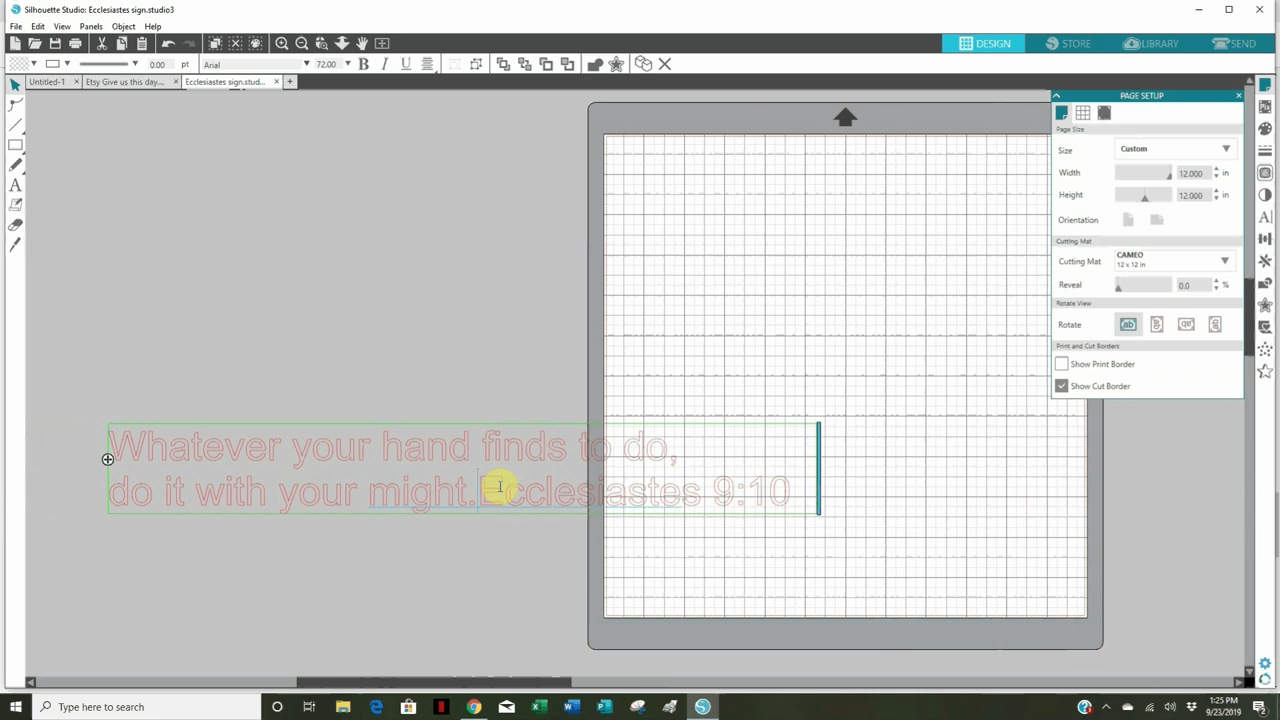 Silhouette Studio: Ecclesiastes sign.studio3
File Edit View Panels Object Help
DESIGN STORE LIBRARY SEND
0.00 pt Arial 72.00 B I U
Untitled-1 × Etsy Give us this day... × Ecclesiastes sign.studi... × +
PAGE SETUP
Page Size
Size Custom
Width 12.000 in
Height 12.000 in
Orientation
Cutting Mat
Cutting Mat CAMEO
12 x 12 in
Reveal 0.0 %
Rotate View
Rotate
Print and Cut Borders
Show Print Border
Show Cut Border
Whatever your hand finds to do,
do it with your might.Ecclesiastes 9:10
Type here to search
1:25 PM
9/23/2019